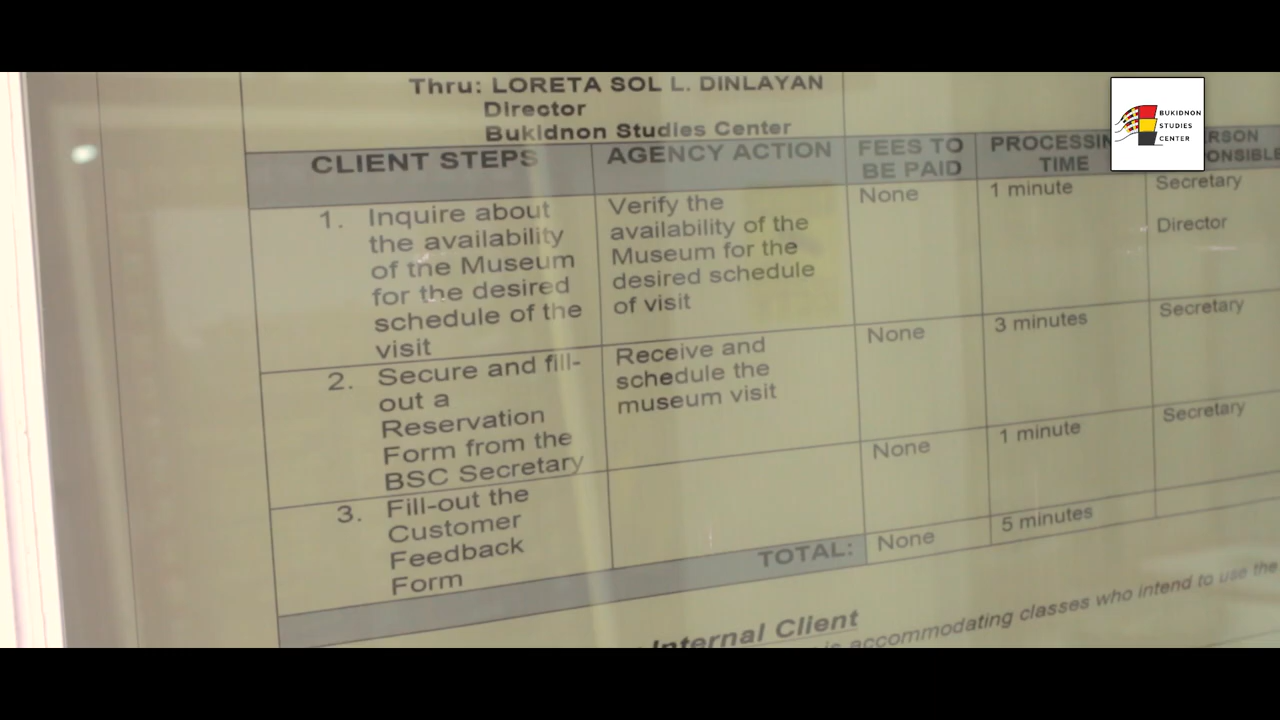 Thru: LORETA SOL L. DINLAYAN
Director
Bukidnon Studies Center
BUKIDNON
STUDIES
CENTER
CLIENT STEPS
AGENCY ACTION
FEES TO
BE PAID
PROCESSIN
TIME
1. Inquire about
the availability
of the Museum
for the desired
schedule of the
visit
Verify the
availability of the
Museum for the
desired schedule
of visit
None
1 minute
Secretary
Director
2. Secure and fill-
out a
Reservation
Form from the
BSC Secretary
Receive and
schedule the
museum visit
None
3 minutes
Secretary
3. Fill-out the
Customer
Feedback
Form
None
1 minute
Secretary
TOTAL:
None
5 minutes
Internal Client
is accommodating classes who intend to use the